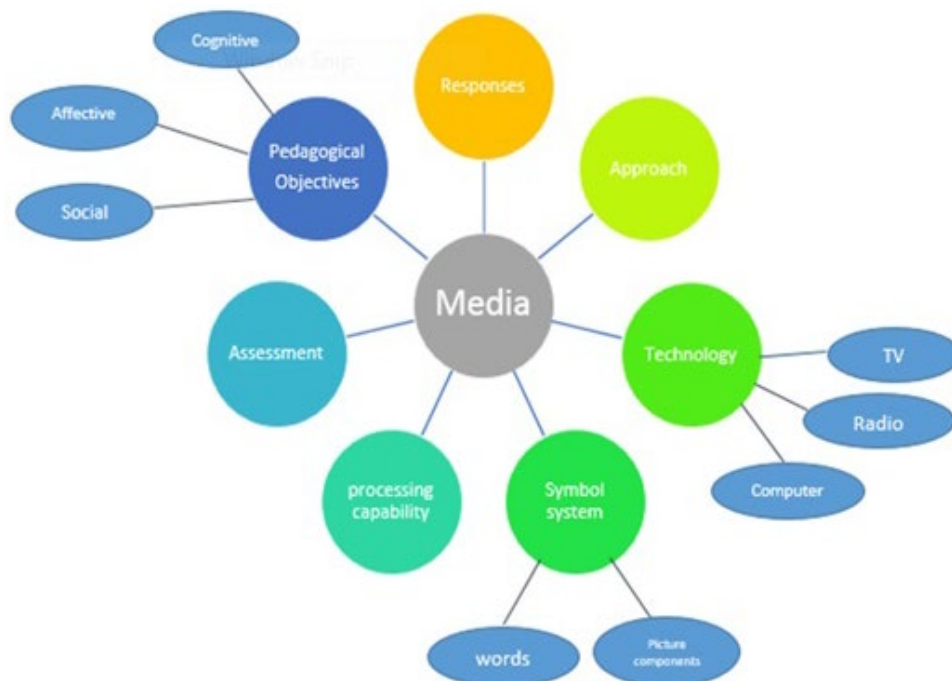 Cognitive
Responses
Affective
Pedagogical
Objectives
Approach
Social
Media
Assessment
Technology
TV
Radio
processing
capability
Symbol
system
Computer
words
Picture
components